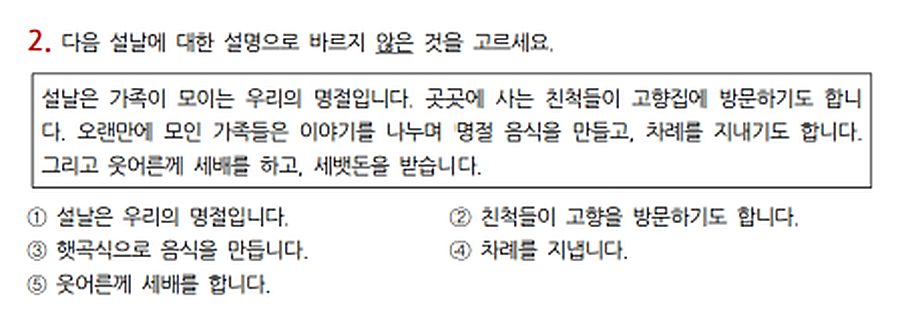 2. 다음 설날에 대한 설명으로 바르지 않은 것을 고르세요.
설날은 가족이 모이는 우리의 명절입니다. 곳곳에 사는 친척들이 고향집에 방문하기도 합니
다. 오랜만에 모인 가족들은 이야기를 나누며 명절 음식을 만들고, 차례를 지내기도 합니다.
그리고 웃어른께 세배를 하고, 세뱃돈을 받습니다.
① 설날은 우리의 명절입니다. ② 친척들이 고향을 방문하기도 합니다.
③ 햇곡식으로 음식을 만듭니다. ④ 차례를 지냅니다.
⑤ 웃어른께 세배를 합니다.